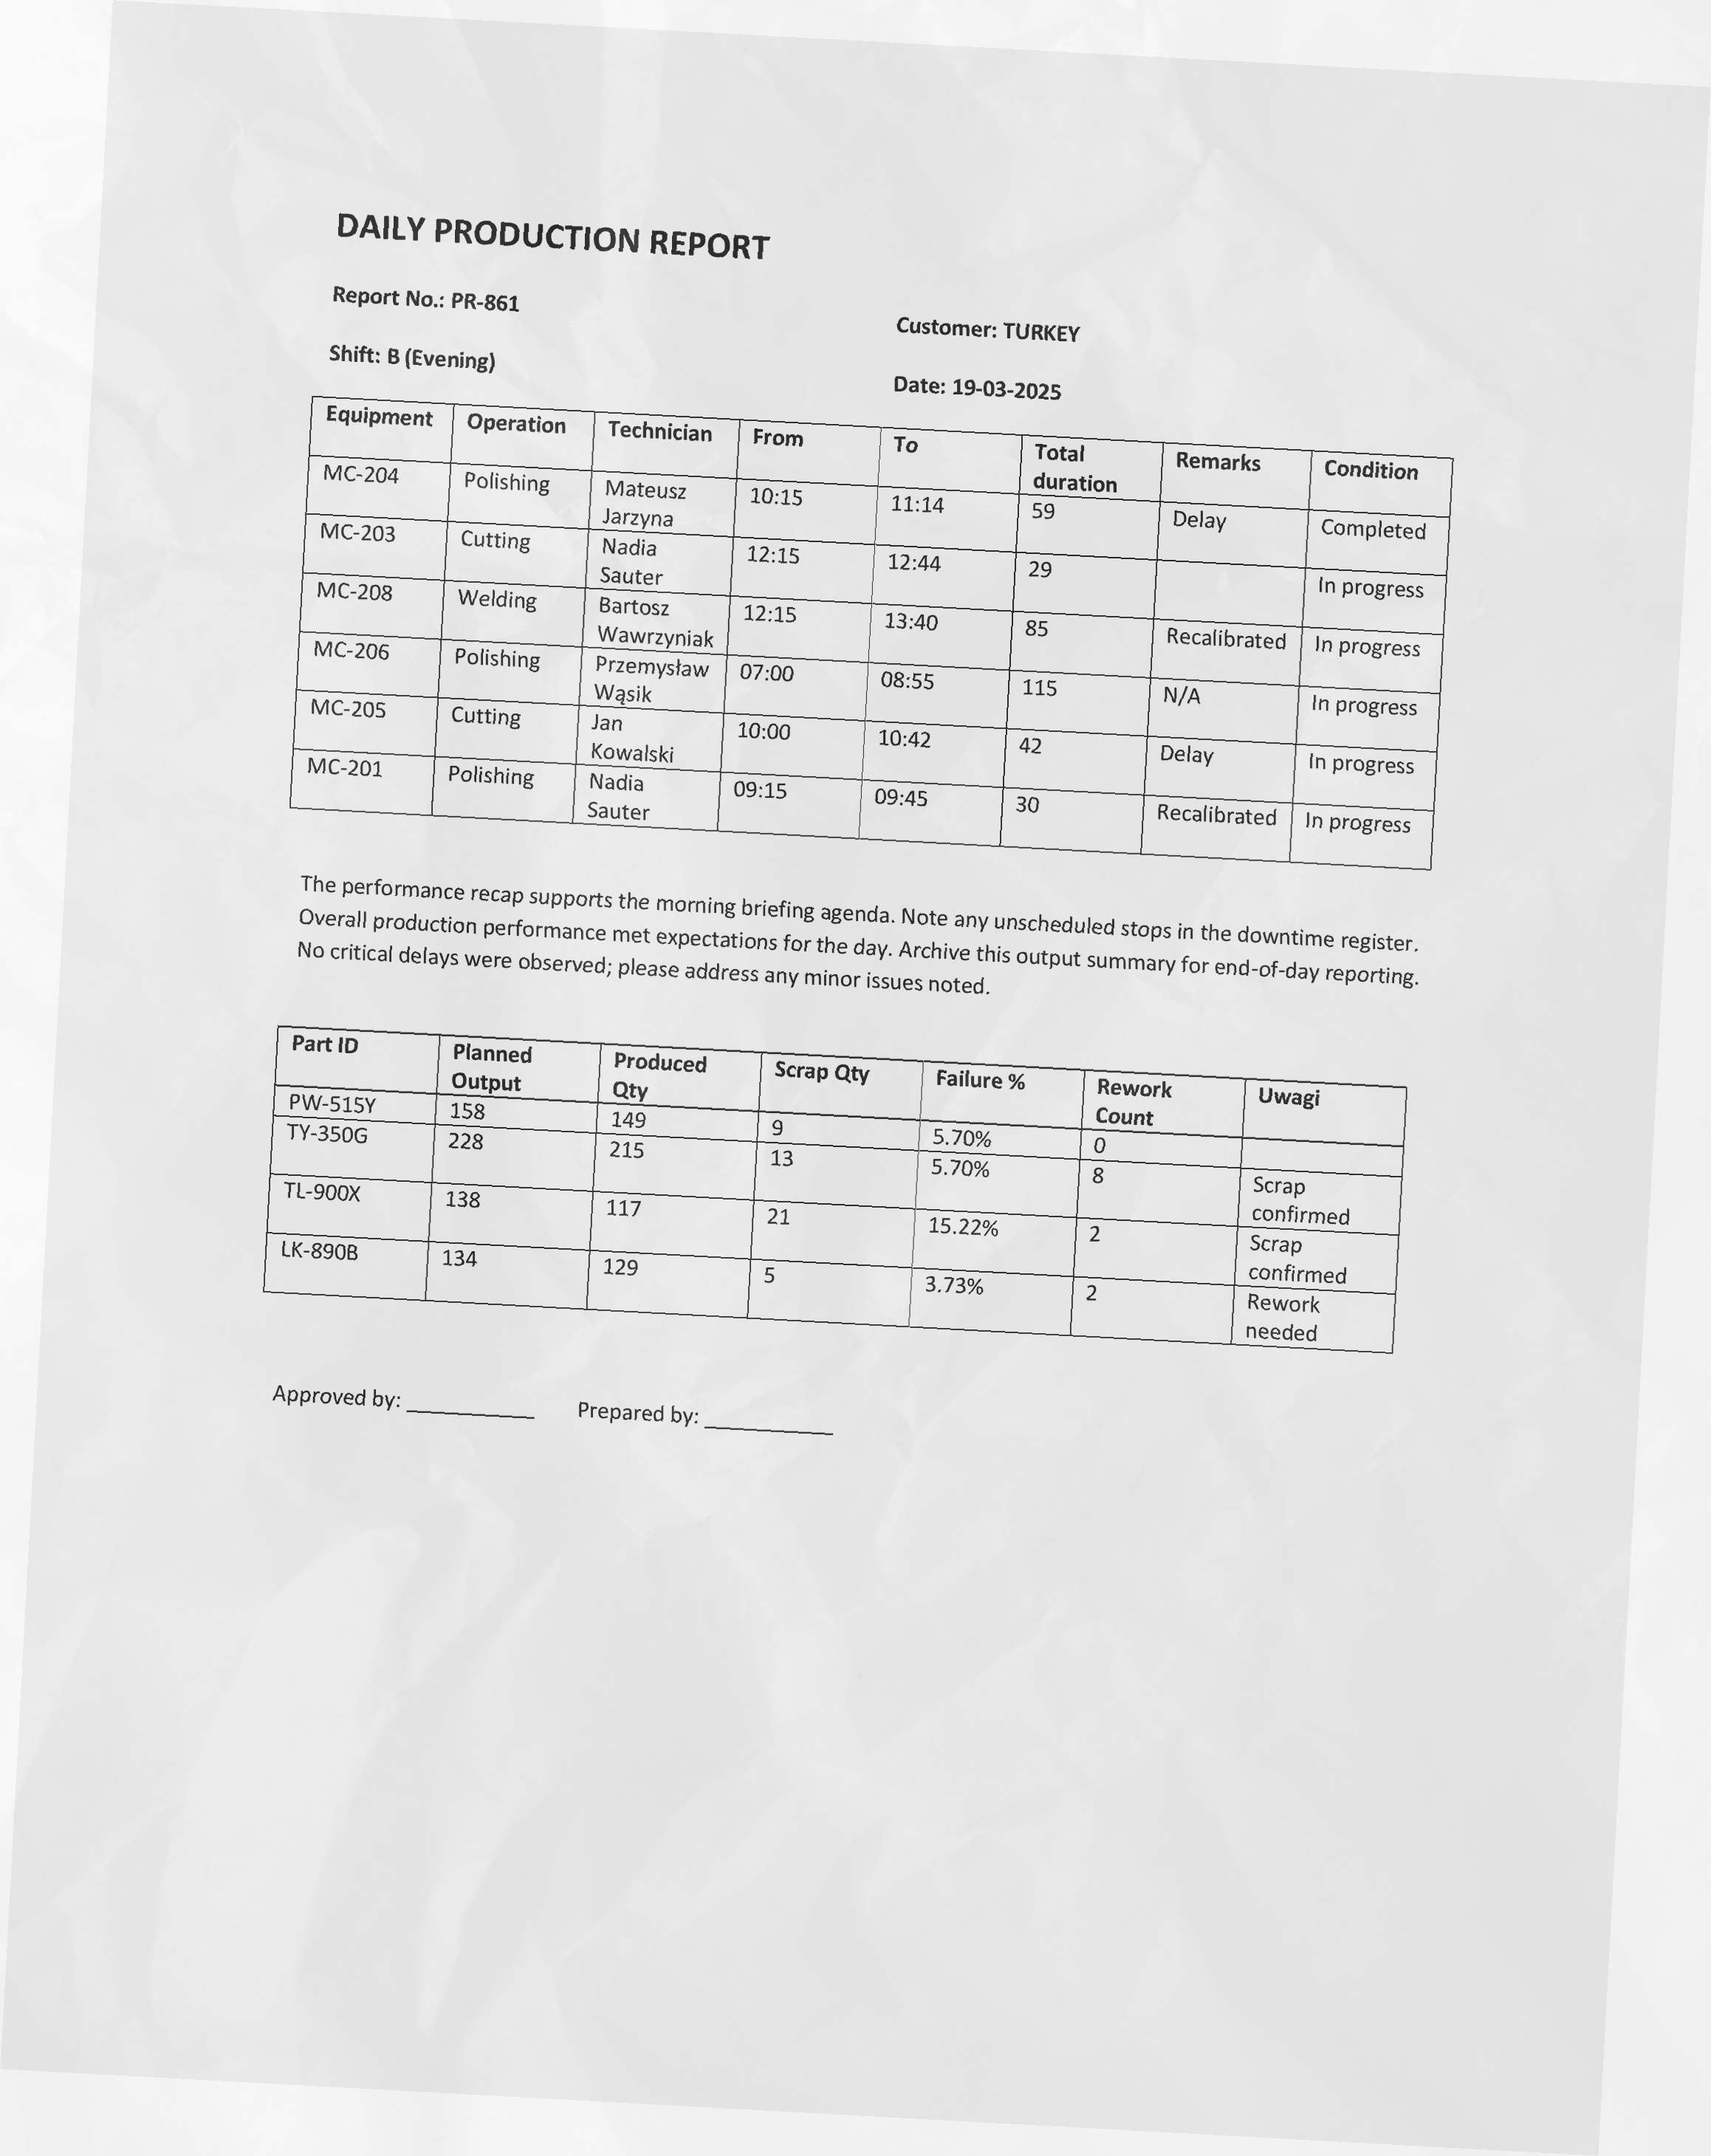 DAILY PRODUCTION REPORT
Report No.: PR-861
Customer: TURKEY
Shift: B (Evening)
Date: 19-03-2025
Equipment Operation Technician From To Total duration Remarks Condition
MC-204 Polishing Mateusz Jarzyna 10:15 11:14 59 Delay Completed
MC-203 Cutting Nadia Sauter 12:15 12:44 29 In progress
MC-208 Welding Bartosz Wawrzyniak 12:15 13:40 85 Recalibrated In progress
MC-206 Polishing Przemysław Wąsik 07:00 08:55 115 N/A In progress
MC-205 Cutting Jan Kowalski 10:00 10:42 42 Delay In progress
MC-201 Polishing Nadia Sauter 09:15 09:45 30 Recalibrated In progress
The performance recap supports the morning briefing agenda. Note any unscheduled stops in the downtime register.
Overall production performance met expectations for the day. Archive this output summary for end-of-day reporting.
No critical delays were observed; please address any minor issues noted.
Part ID Planned Output Produced Qty Scrap Qty Failure % Rework Count Uwagi
PW-515Y 158 149 9 5.70% 0
TY-350G 228 215 13 5.70% 8 Scrap confirmed
TL-900X 138 117 21 15.22% 2 Scrap confirmed
LK-890B 134 129 5 3.73% 2 Rework needed
Approved by: ___________ Prepared by: ___________